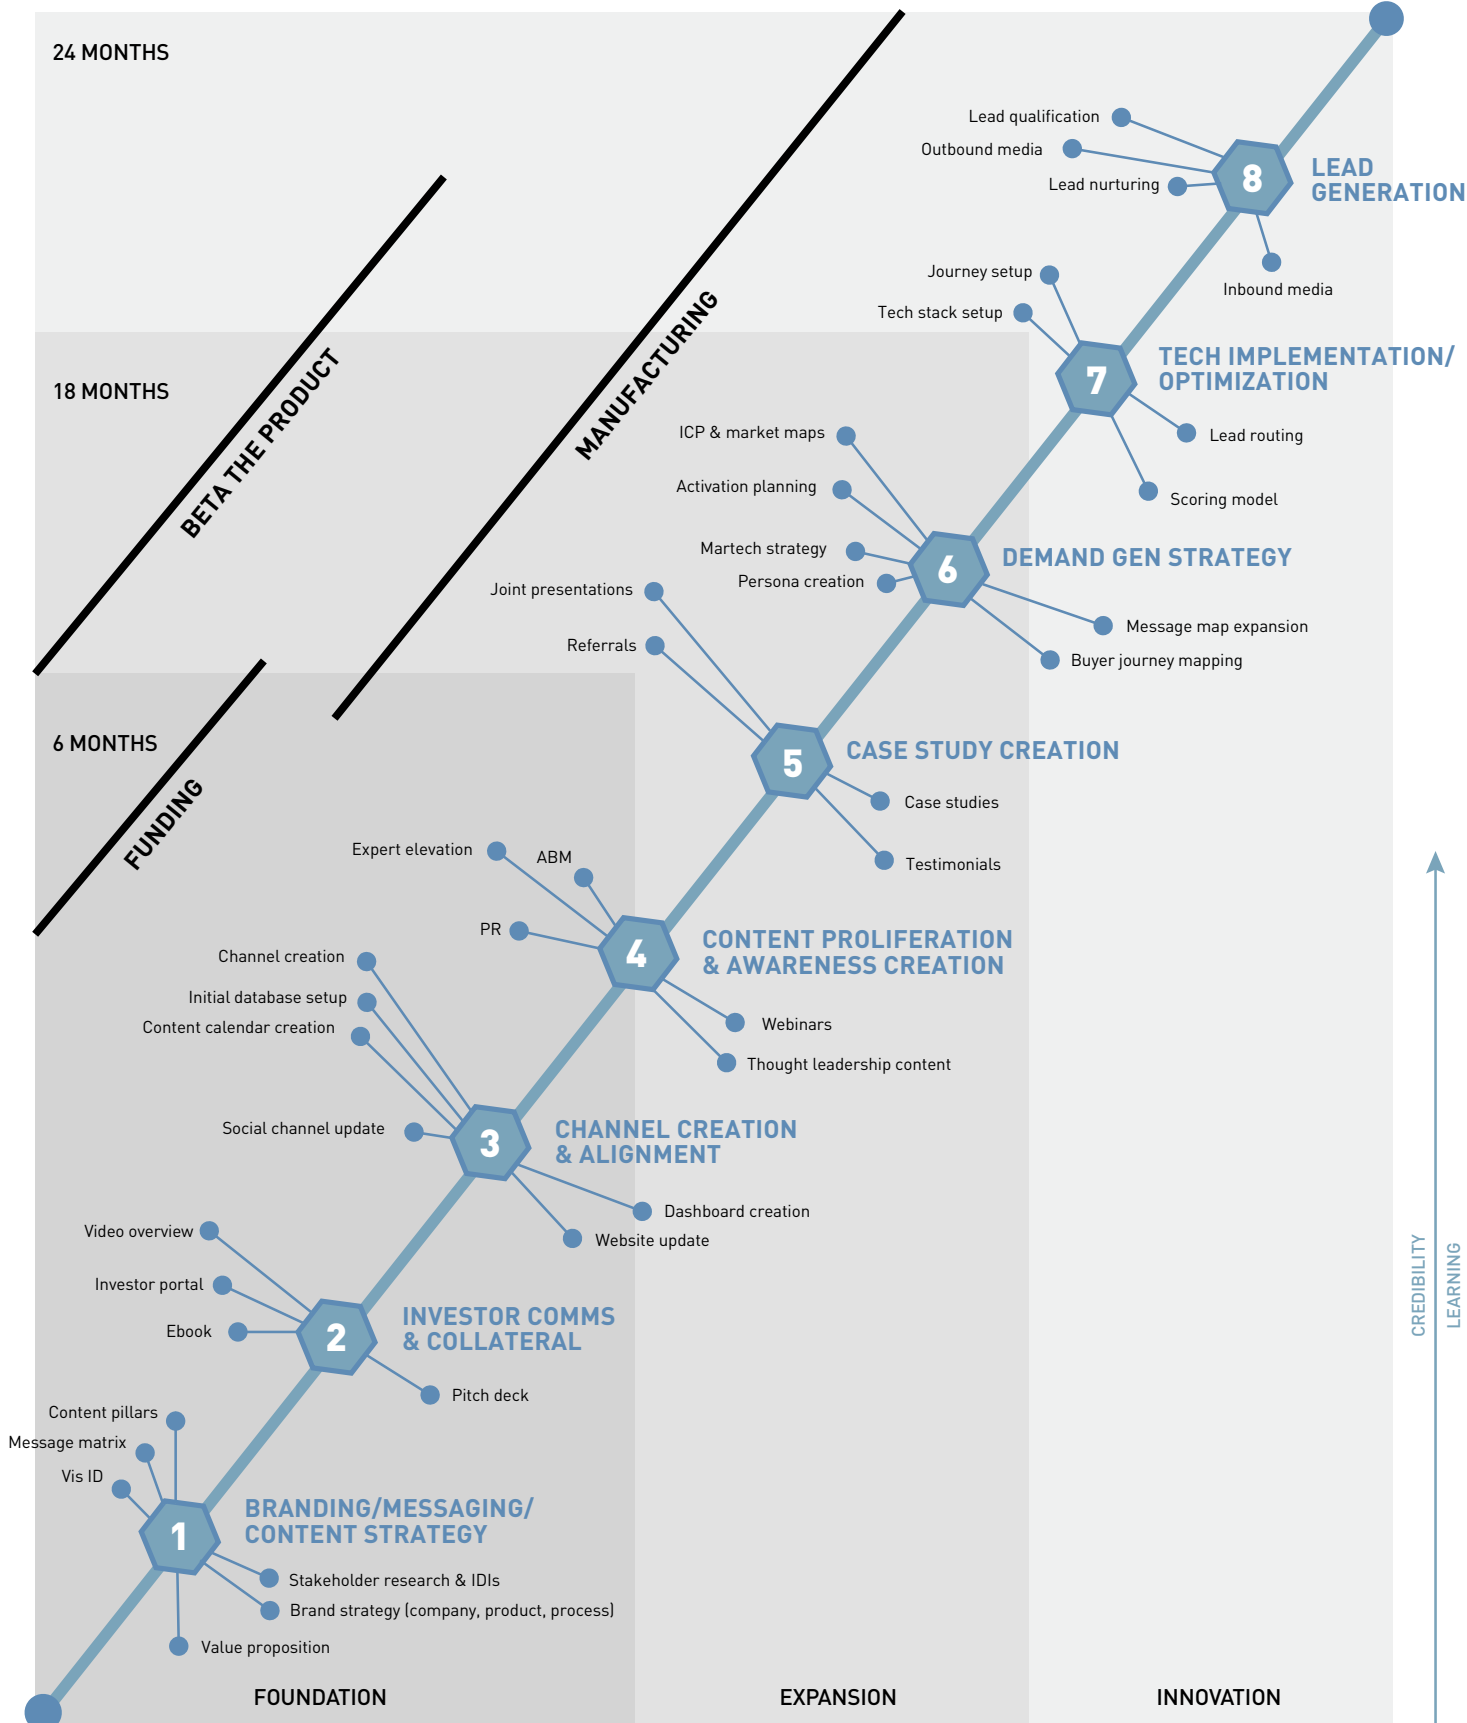 24 MONTHS
Lead qualification
Outbound media
Lead nurturing
8
LEAD
GENERATION
Inbound media
Journey setup
Tech stack setup
7
TECH IMPLEMENTATION/
OPTIMIZATION
Lead routing
Scoring model
18 MONTHS
BETA THE PRODUCT
MANUFACTURING
ICP & market maps
Activation planning
Martech strategy
Persona creation
6
DEMAND GEN STRATEGY
Message map expansion
Buyer journey mapping
Joint presentations
Referrals
5
CASE STUDY CREATION
Case studies
Testimonials
6 MONTHS
FUNDING
Expert elevation
ABM
PR
4
CONTENT PROLIFERATION
& AWARENESS CREATION
Webinars
Thought leadership content
Channel creation
Initial database setup
Content calendar creation
Social channel update
3
CHANNEL CREATION
& ALIGNMENT
Dashboard creation
Website update
Video overview
Investor portal
Ebook
2
INVESTOR COMMS
& COLLATERAL
Pitch deck
CREDIBILITY
LEARNING
Content pillars
Message matrix
Vis ID
1
BRANDING/MESSAGING/
CONTENT STRATEGY
Stakeholder research & IDIs
Brand strategy (company, product, process)
Value proposition
FOUNDATION
EXPANSION
INNOVATION